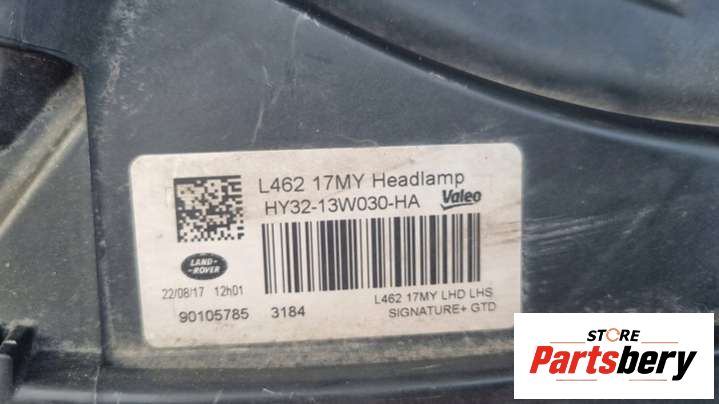 L462 17MY Headlamp
HY32-13W030-HA Valeo
LAND-
ROVER
22/08/17 12h01
L462 17MY LHD LHS
90105785 3184
SIGNATURE+ GTD
STORE
Partsbery